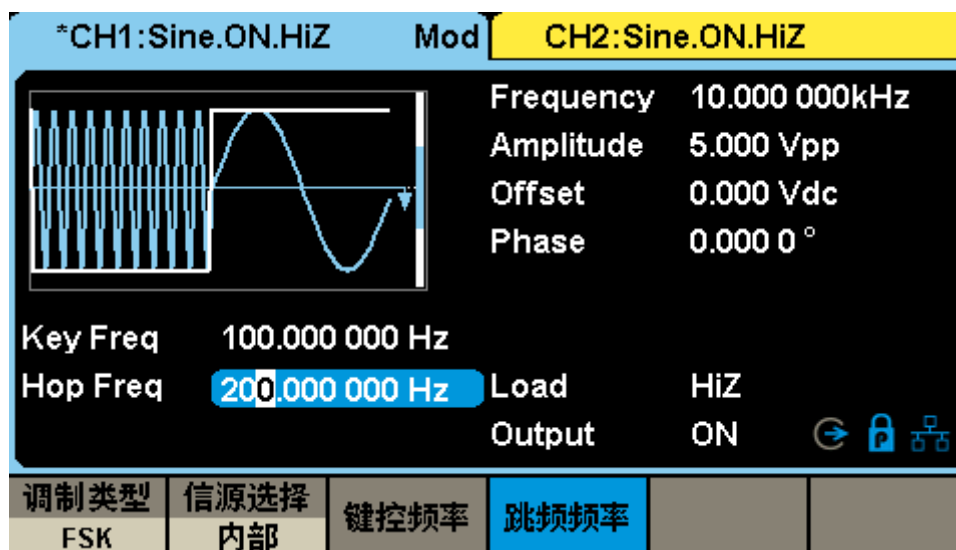 *CH1:Sine.ON.HiZ Mod CH2:Sine.ON.HiZ
Frequency 10.000 000kHz
Amplitude 5.000 Vpp
Offset 0.000 Vdc
Phase 0.000 0 °
Key Freq 100.000 000 Hz
Hop Freq 200.000 000 Hz Load HiZ
Output ON
调制类型 信源选择 键控频率 跳频频率
FSK 内部